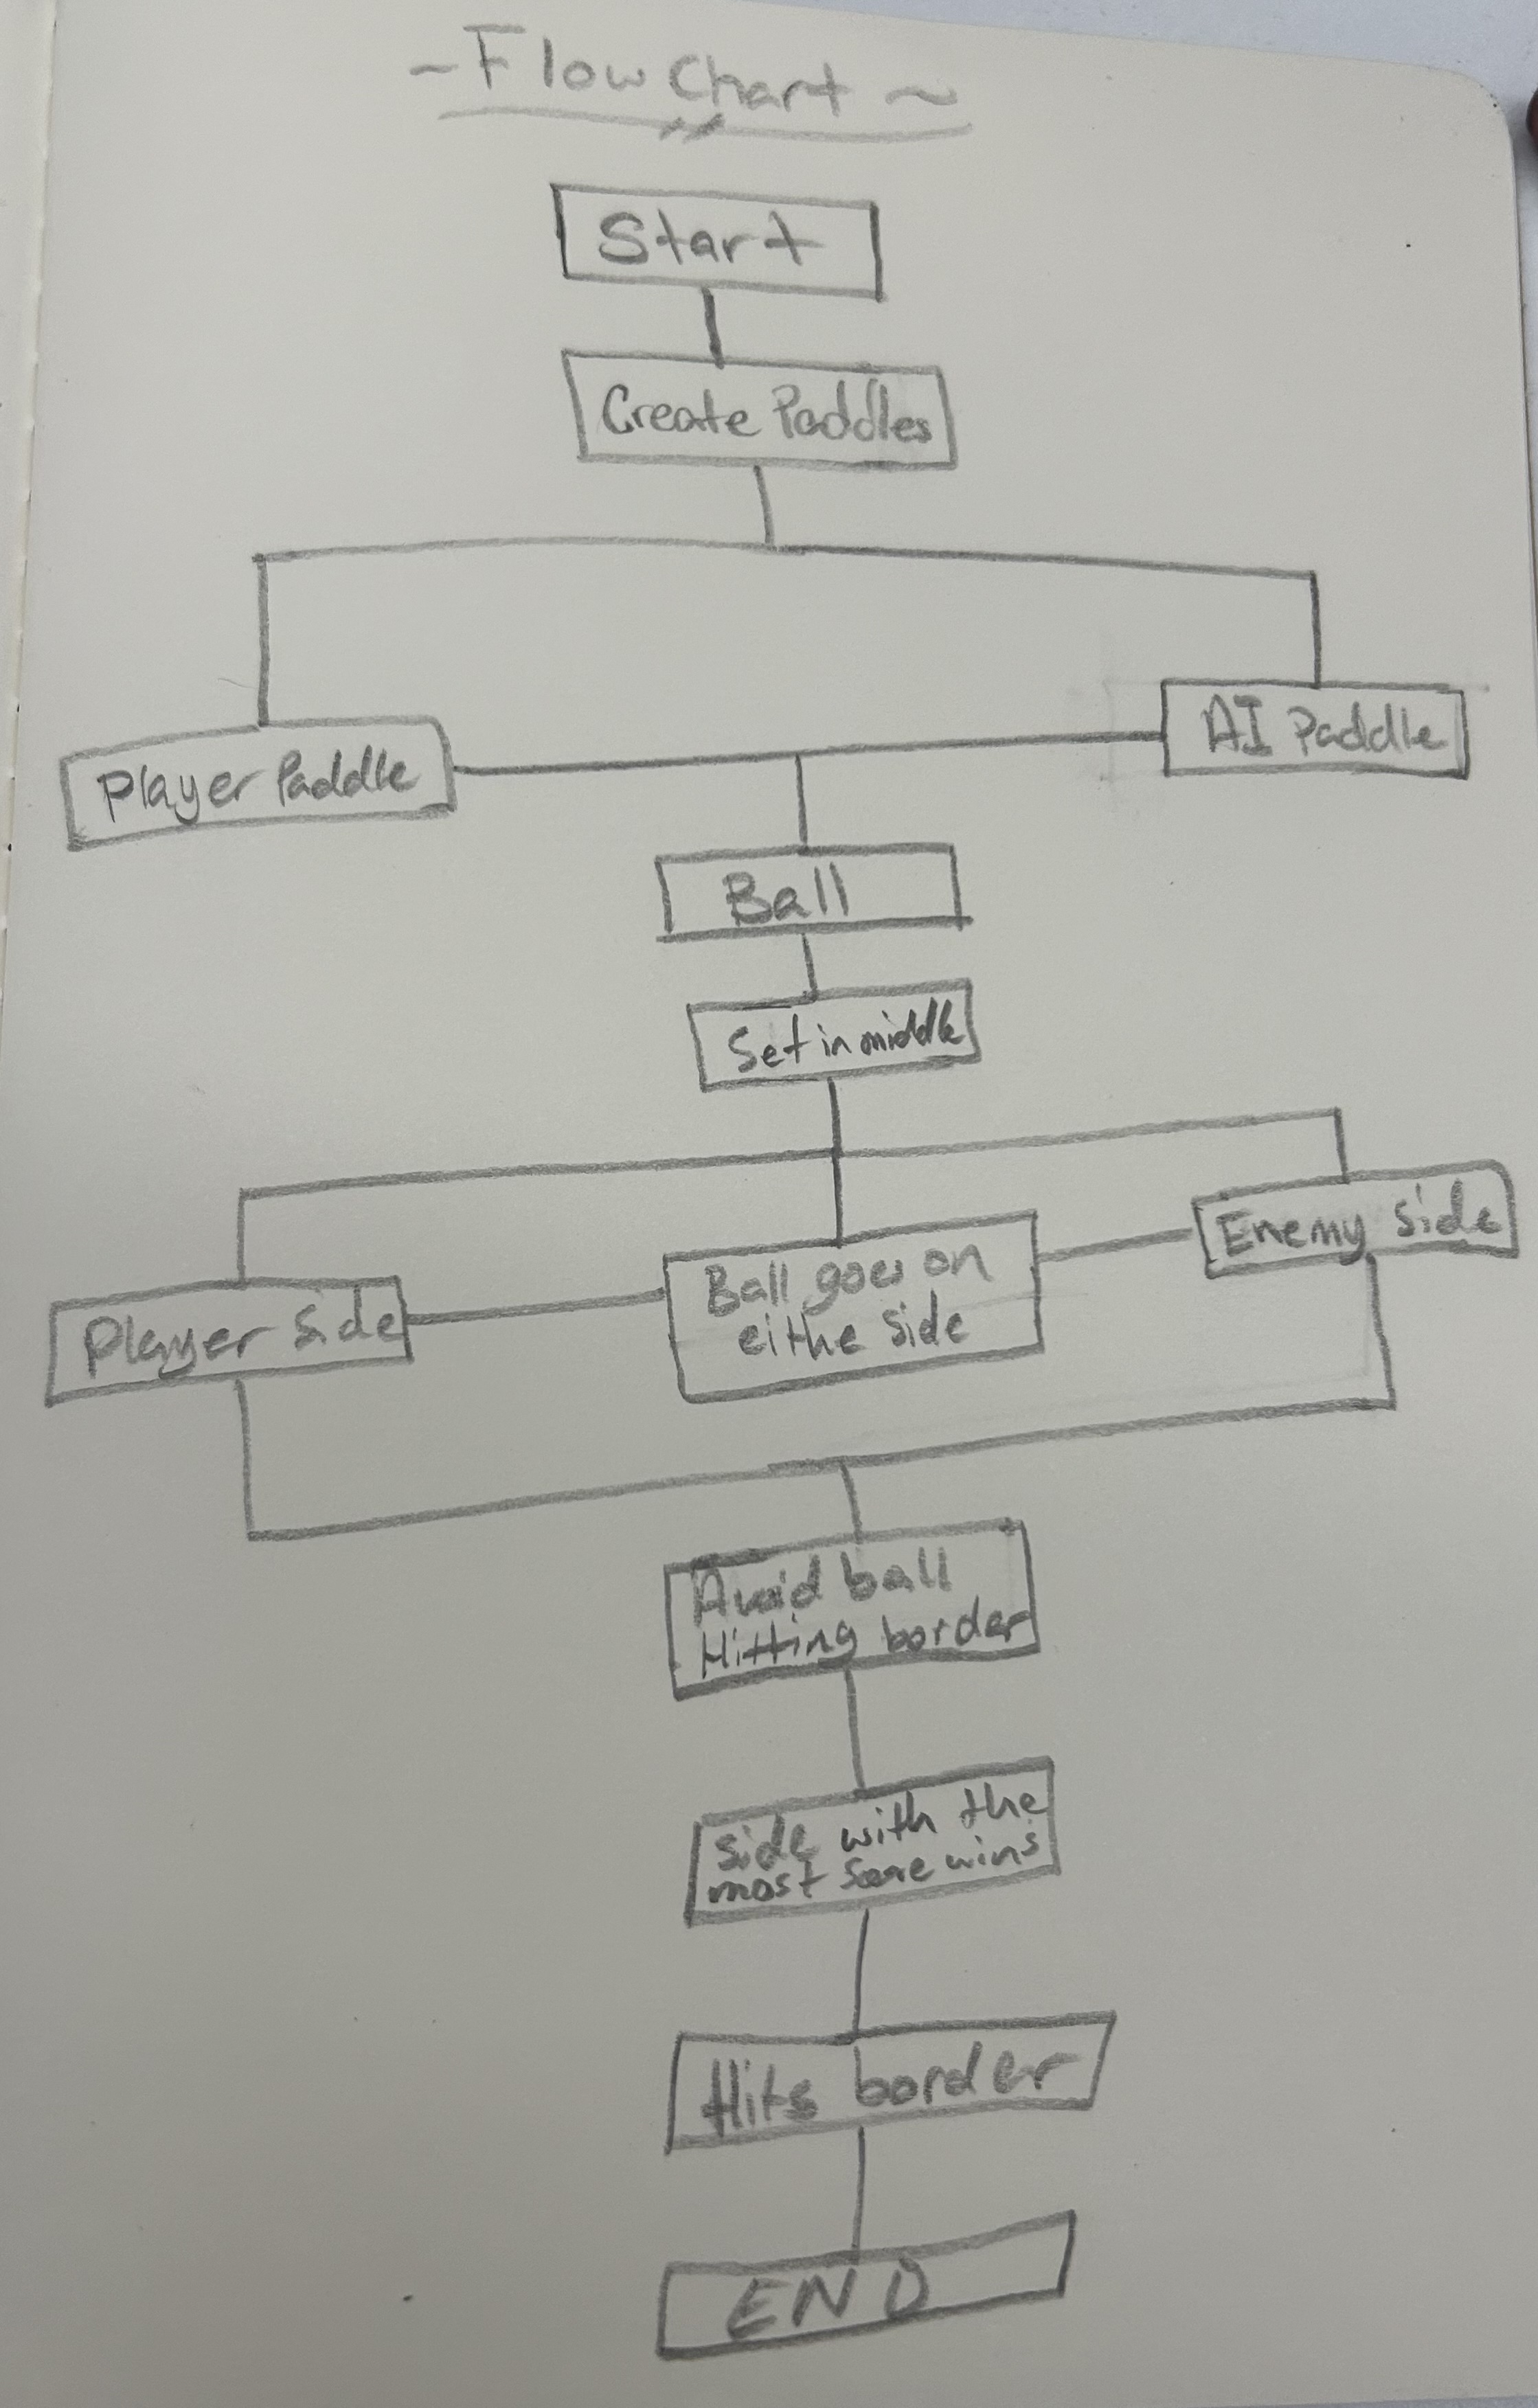 ~ Flow Chart ~
Start
Create Paddles
Player Paddle
AI Paddle
Ball
Set in middle
Player Side
Ball goes on
eithe side
Enemy side
Avoid ball
Hitting border
Side with the
most score wins
Hits border
END